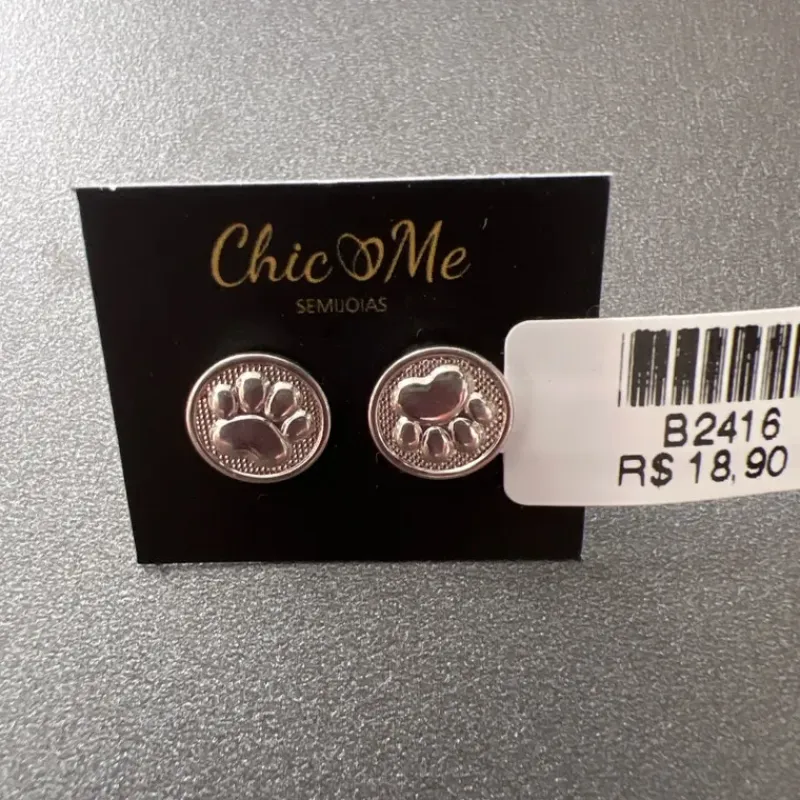 Chic Me
SEMIJOIAS
B2416
R$ 18,90